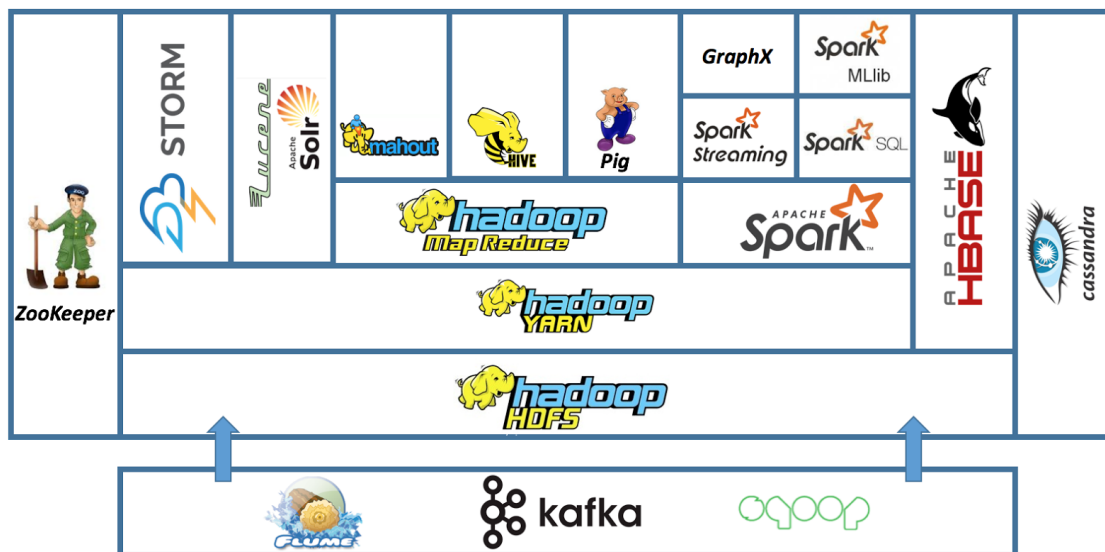 STORM
Lucene
Apache
Solr
mahout
HIVE
Pig
GraphX
Spark
MLlib
Spark
Streaming
Spark SQL
hadoop
Map Reduce
APACHE
Spark™
APACHE
HBASE
cassandra
ZooKeeper
hadoop
YARN
hadoop
HDFS
FLUME
kafka
sqoop